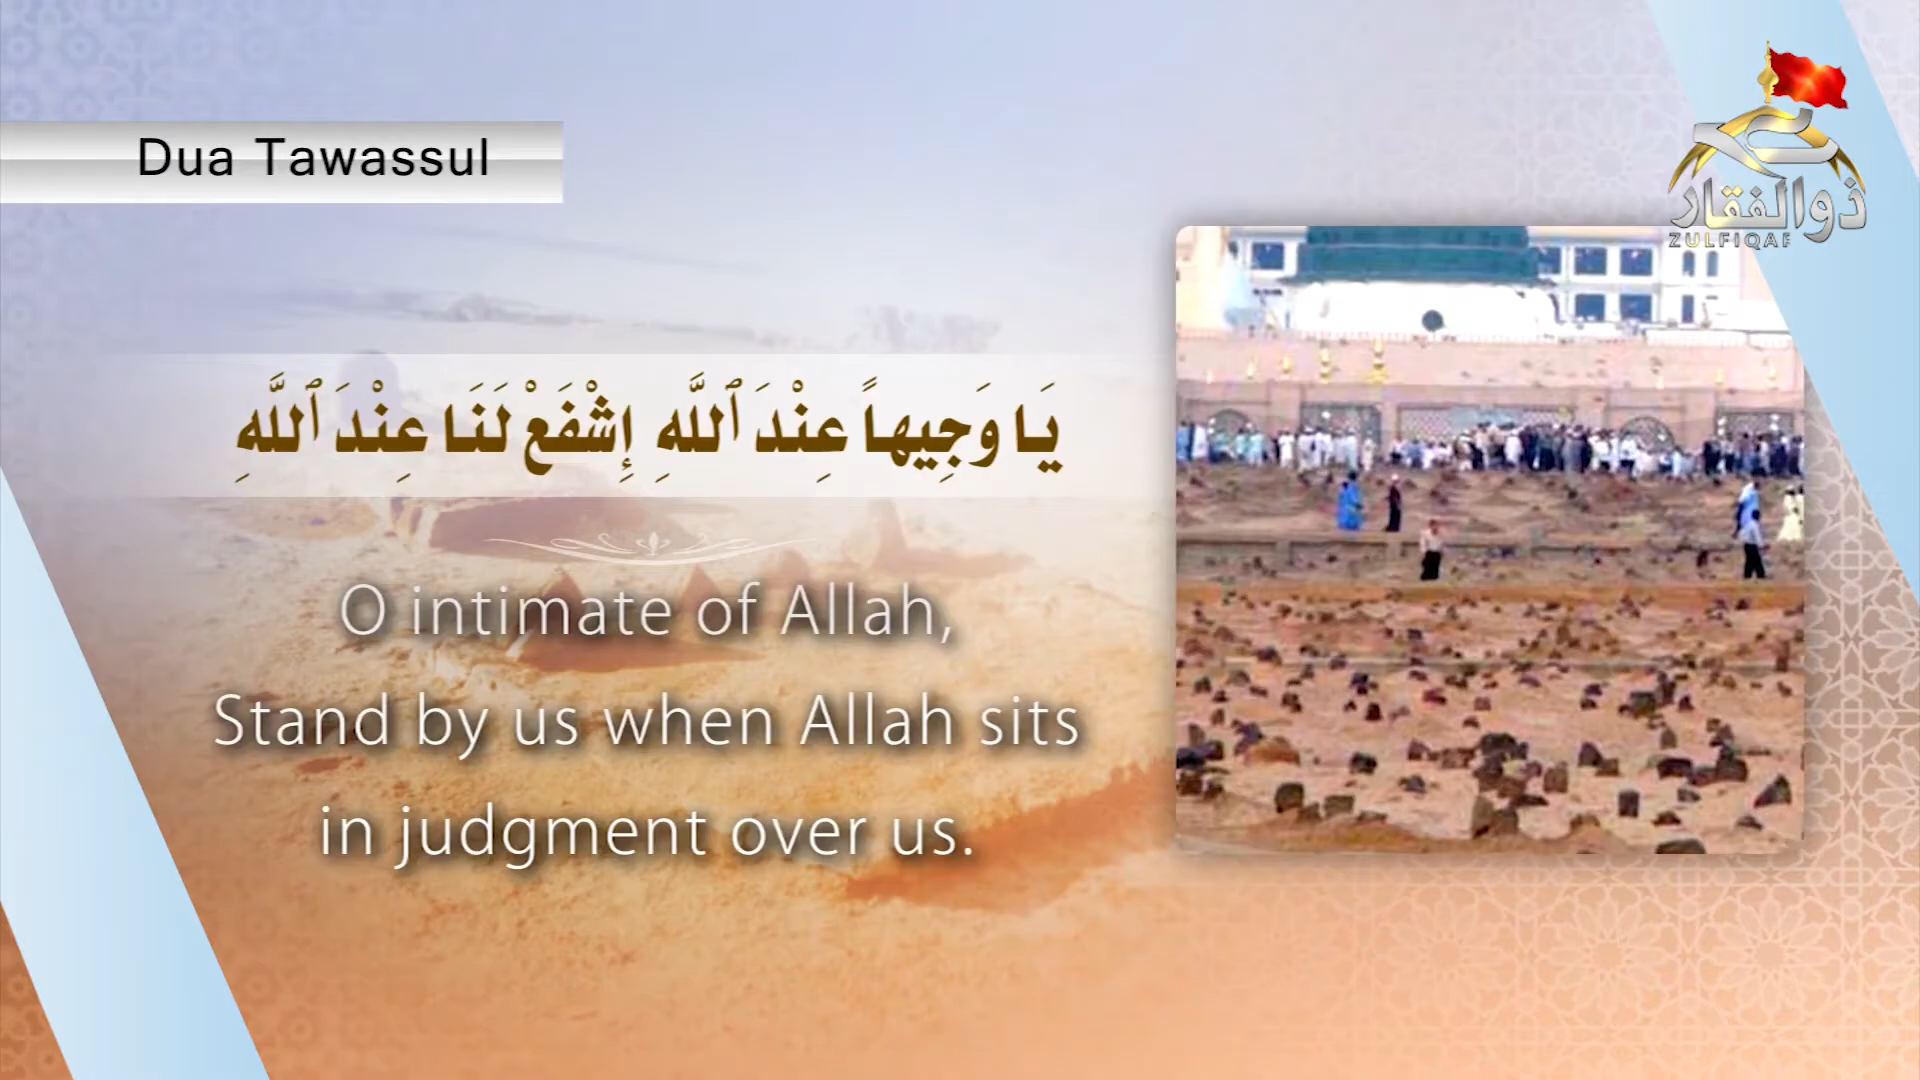 Dua Tawassul
ذوالفقار
ZULFIQAR
يَا وَجِيهاً عِنْدَ ٱللَّهِ إِشْفَعْ لَنَا عِنْدَ ٱللَّهِ
O intimate of Allah,
Stand by us when Allah sits
in judgment over us.